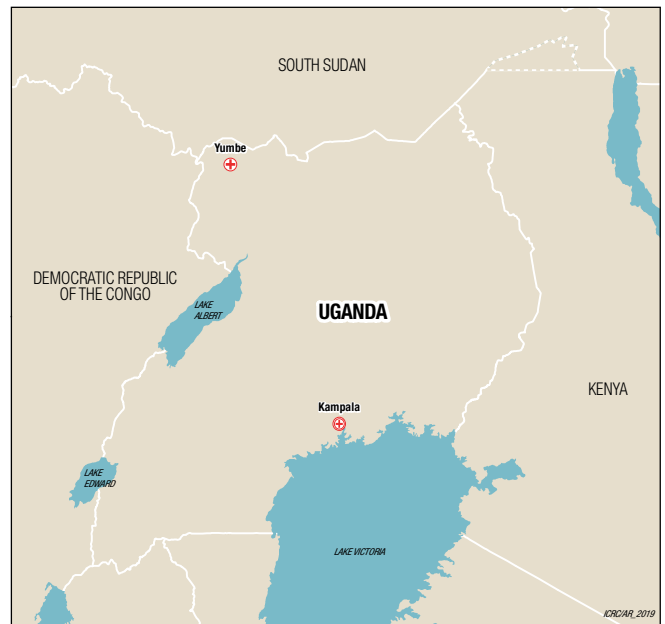 SOUTH SUDAN
Yumbe
DEMOCRATIC REPUBLIC
OF THE CONGO
LAKE
ALBERT
UGANDA
KENYA
Kampala
LAKE
EDWARD
LAKE VICTORIA
ICRC/AR_2019